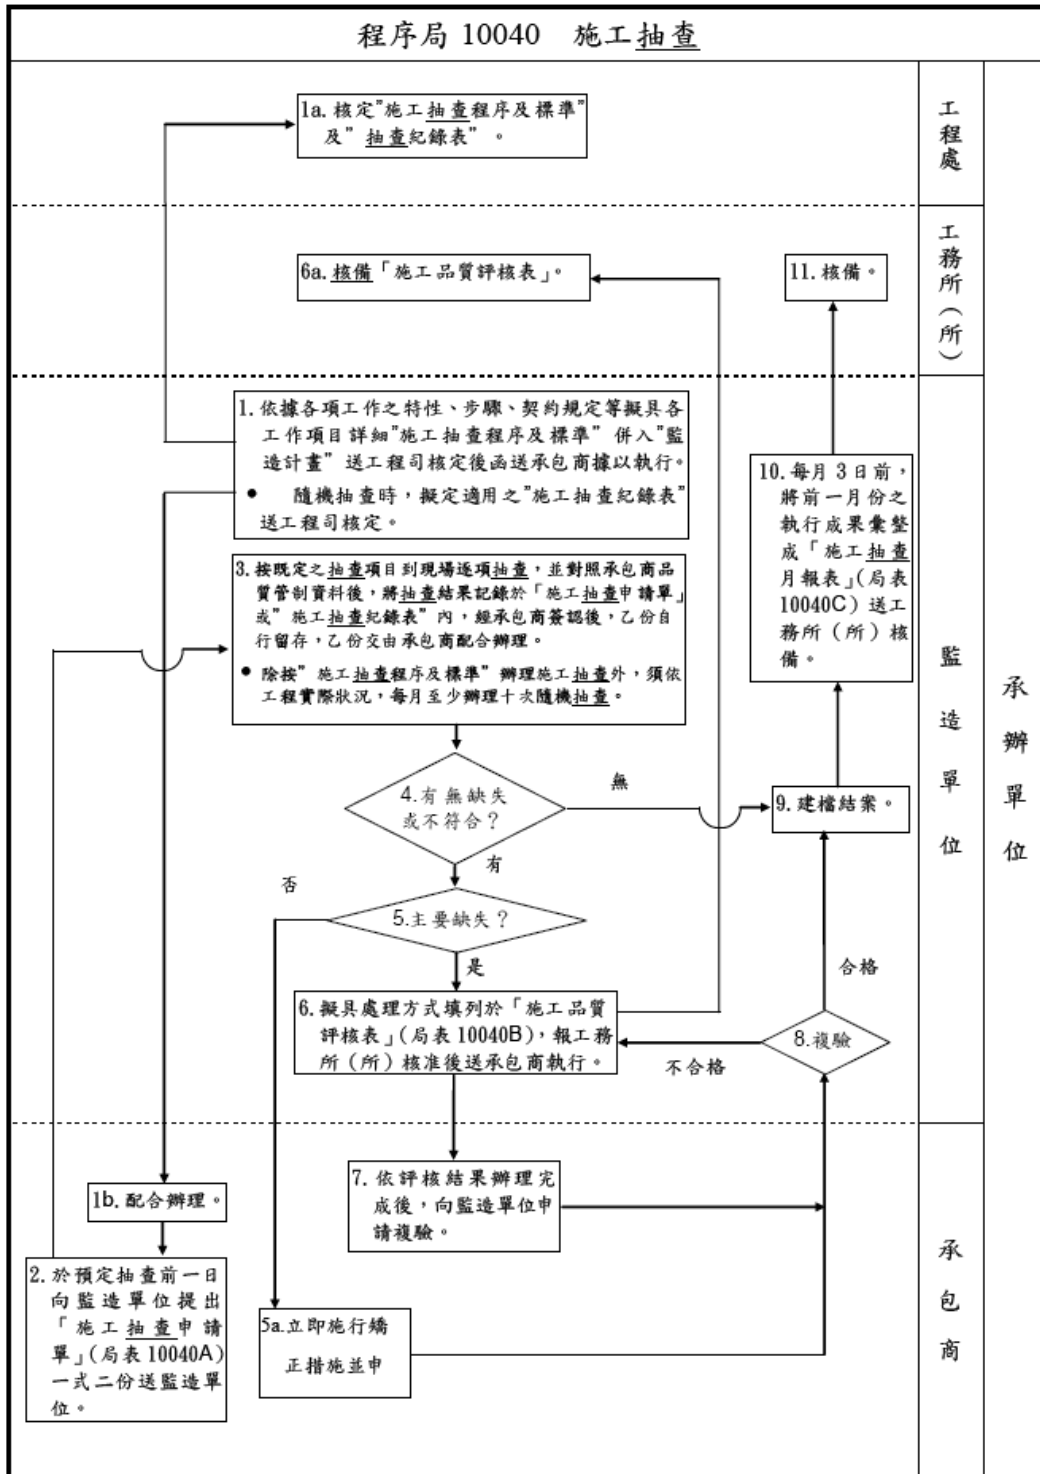 程序局 10040　施工抽查
1a. 核定”施工抽查程序及標準”
及” 抽查紀錄表” 。
工程處
6a. 核備「施工品質評核表」。
11. 核備。
工務所（所）
1. 依據各項工作之特性、步驟、契約規定等擬具各
工作項目詳細”施工抽查程序及標準” 併入”監
造計畫” 送工程司核定後函送承包商據以執行。
● 隨機抽查時，擬定適用之”施工抽查紀錄表”
送工程司核定。
3. 按既定之抽查項目到現場逐項抽查，並對照承包商品
質管制資料後，將抽查結果記錄於「施工抽查申請單」
或” 施工抽查紀錄表” 內，經承包商簽認後，乙份自
行留存，乙份交由承包商配合辦理。
● 除按” 施工抽查程序及標準” 辦理施工抽查外，須依
工程實際狀況，每月至少辦理十次隨機抽查。
10. 每月 3 日前，
將前一月份之
執行成果彙整
成「施工抽查
月報表」(局表
10040C) 送工
務所（所）核
備。
4.有無缺失
或不符合？
無
有
9. 建檔結案。
5.主要缺失？
否
是
6. 擬具處理方式填列於「施工品質
評核表」(局表 10040B)，報工務
所（所）核准後送承包商執行。
8.複驗
合格
不合格
監造單位
承辦單位
1b. 配合辦理。
7. 依評核結果辦理完
成後，向監造單位申
請複驗。
2. 於預定抽查前一日
向監造單位提出
「施工抽查申請
單」(局表 10040A)
一式二份送監造單
位。
5a.立即施行矯
正措施並申
承包商